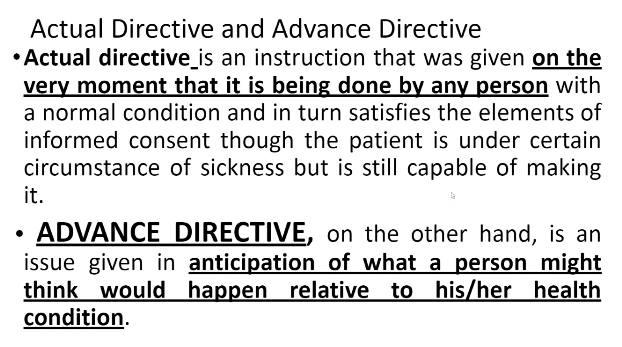 Actual Directive and Advance Directive
•Actual directive is an instruction that was given on the
very moment that it is being done by any person with
a normal condition and in turn satisfies the elements of
informed consent though the patient is under certain
circumstance of sickness but is still capable of making
it.
• ADVANCE DIRECTIVE, on the other hand, is an
issue given in anticipation of what a person might
think would happen relative to his/her health
condition.